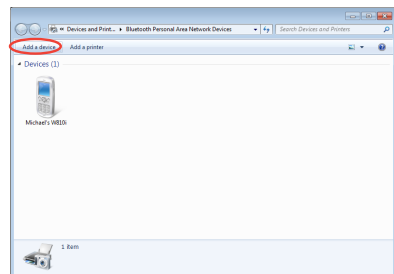 « Devices and Print... ▸ Bluetooth Personal Area Network Devices
Search Devices and Printers
Add a device
Add a printer
Devices (1)
Michael's W810i
1 item